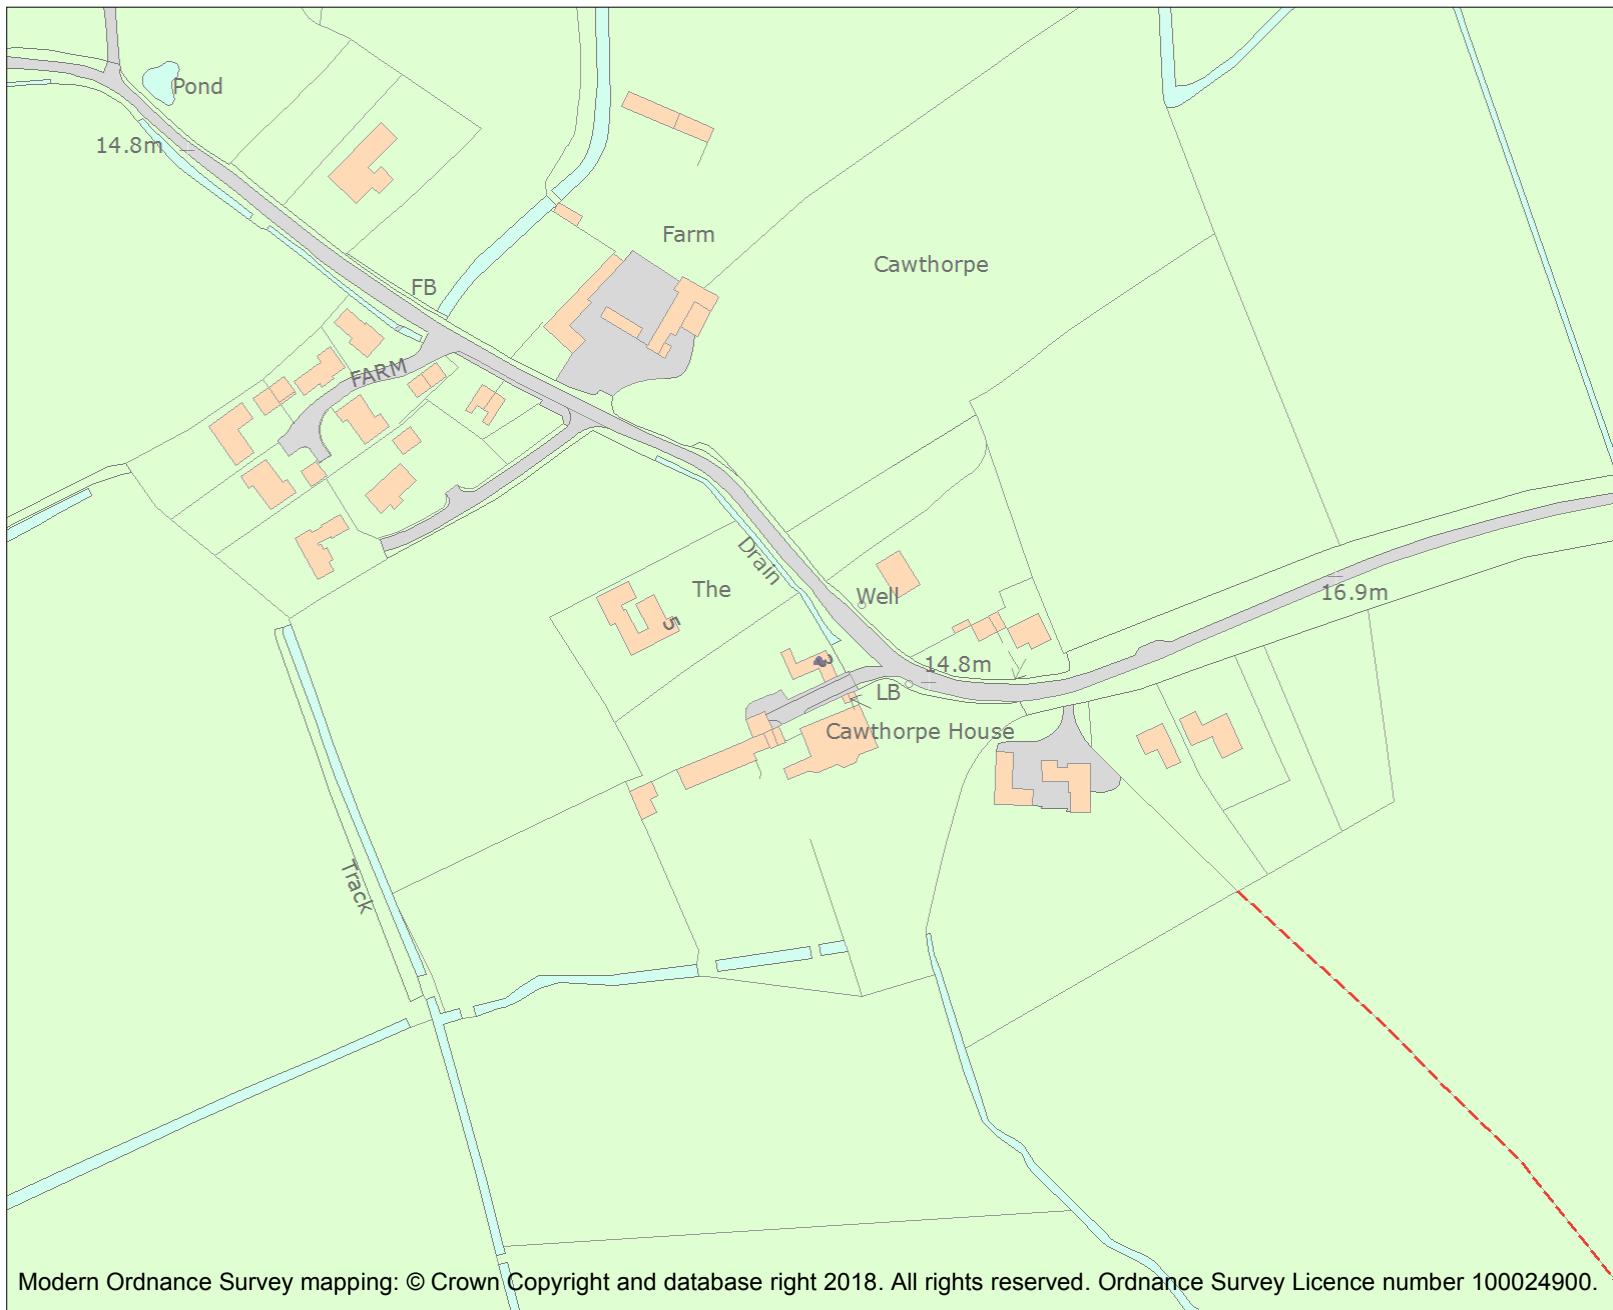 Pond
14.8m
Farm
Cawthorpe
FB
FARM
Drain
The
5
Well
16.9m
14.8m
3
LB
Cawthorpe House
Track
Modern Ordnance Survey mapping: © Crown Copyright and database right 2018. All rights reserved. Ordnance Survey Licence number 100024900.